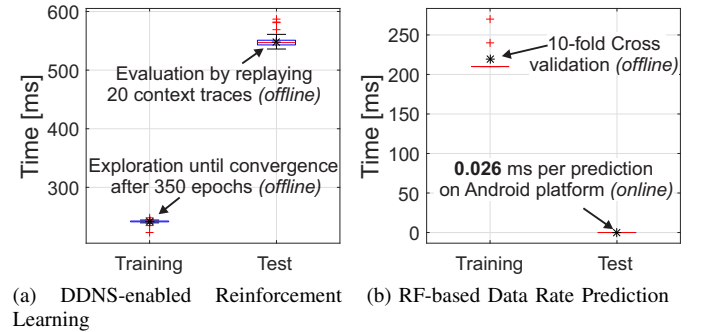 600
500
400
300
Time [ms]
Evaluation by replaying
20 context traces (offline)
Exploration until convergence
after 350 epochs (offline)
Training
Test
(a) DDNS-enabled Reinforcement
Learning
250
200
150
100
50
0
Time [ms]
10-fold Cross
validation (offline)
0.026 ms per prediction
on Android platform (online)
Training
Test
(b) RF-based Data Rate Prediction